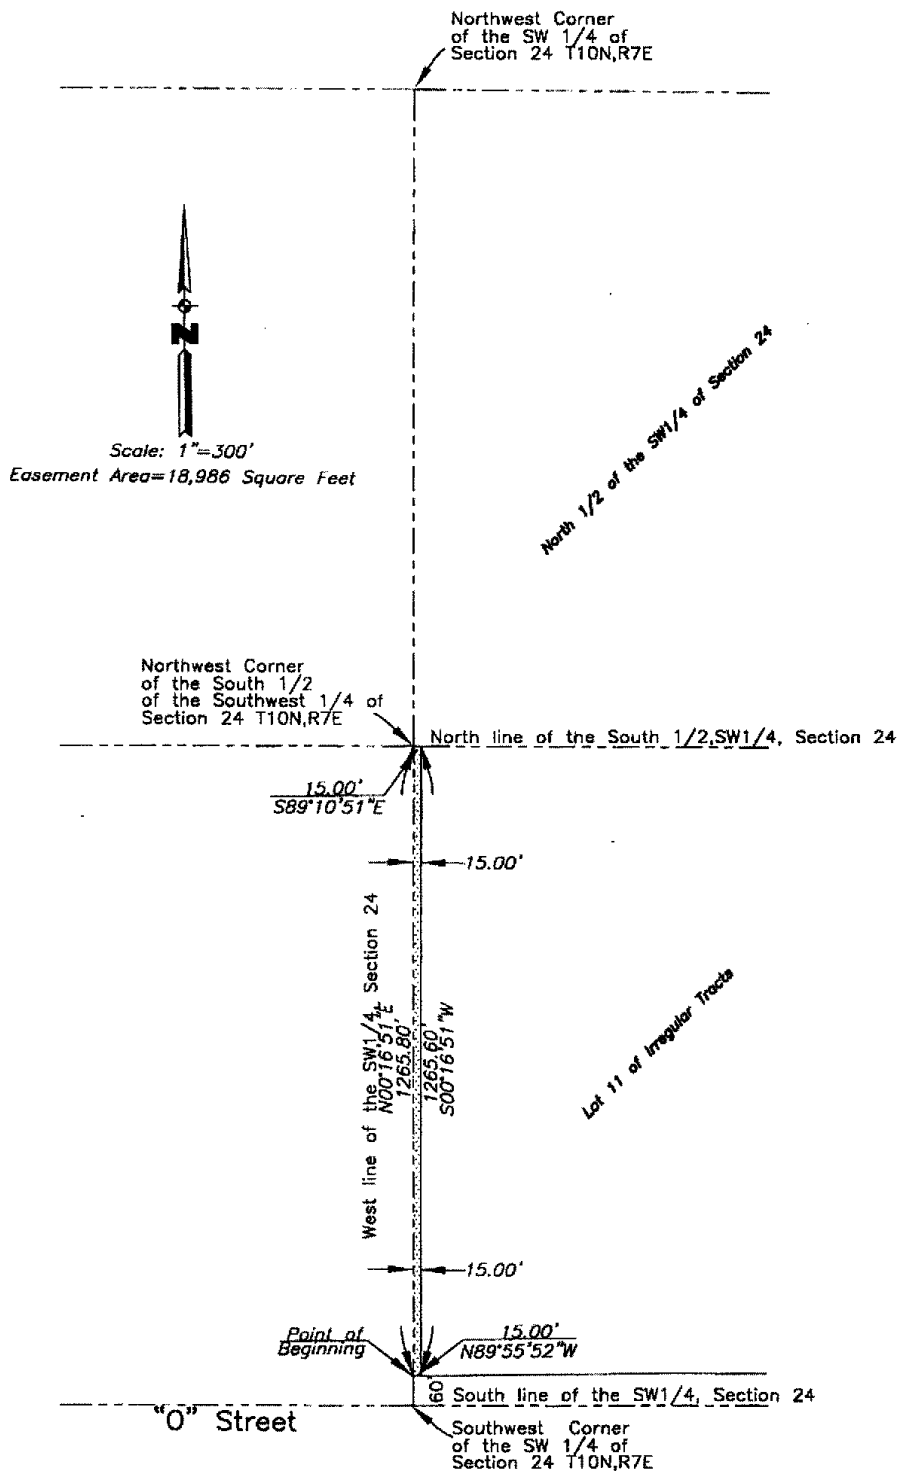 Northwest Corner
of the SW 1/4 of
Section 24 T10N,R7E
N
Scale: 1"=300'
Easement Area=18,986 Square Feet
North 1/2 of the SW1/4 of Section 24
Northwest Corner
of the South 1/2
of the Southwest 1/4 of
Section 24 T10N,R7E
North line of the South 1/2,SW1/4, Section 24
15.00'
S89°10'51"E
15.00'
West line of the SW1/4, Section 24
N00°16'51"E
1265.80'
1265.60'
S00°16'51"W
Lot 11 of Irregular Tracts
15.00'
Point of
Beginning
15.00'
N89°55'52"W
60
South line of the SW1/4, Section 24
"O" Street
Southwest Corner
of the SW 1/4 of
Section 24 T10N,R7E